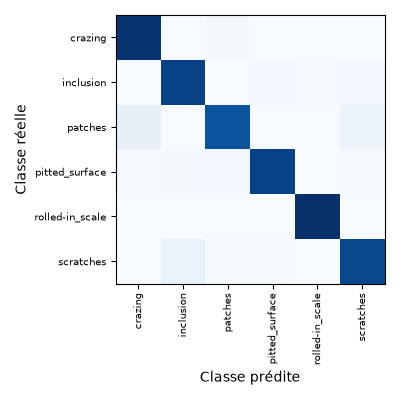 crazing
inclusion
patches
pitted_surface
rolled-in_scale
scratches
Classe réelle
crazing
inclusion
patches
pitted_surface
rolled-in_scale
scratches
Classe prédite